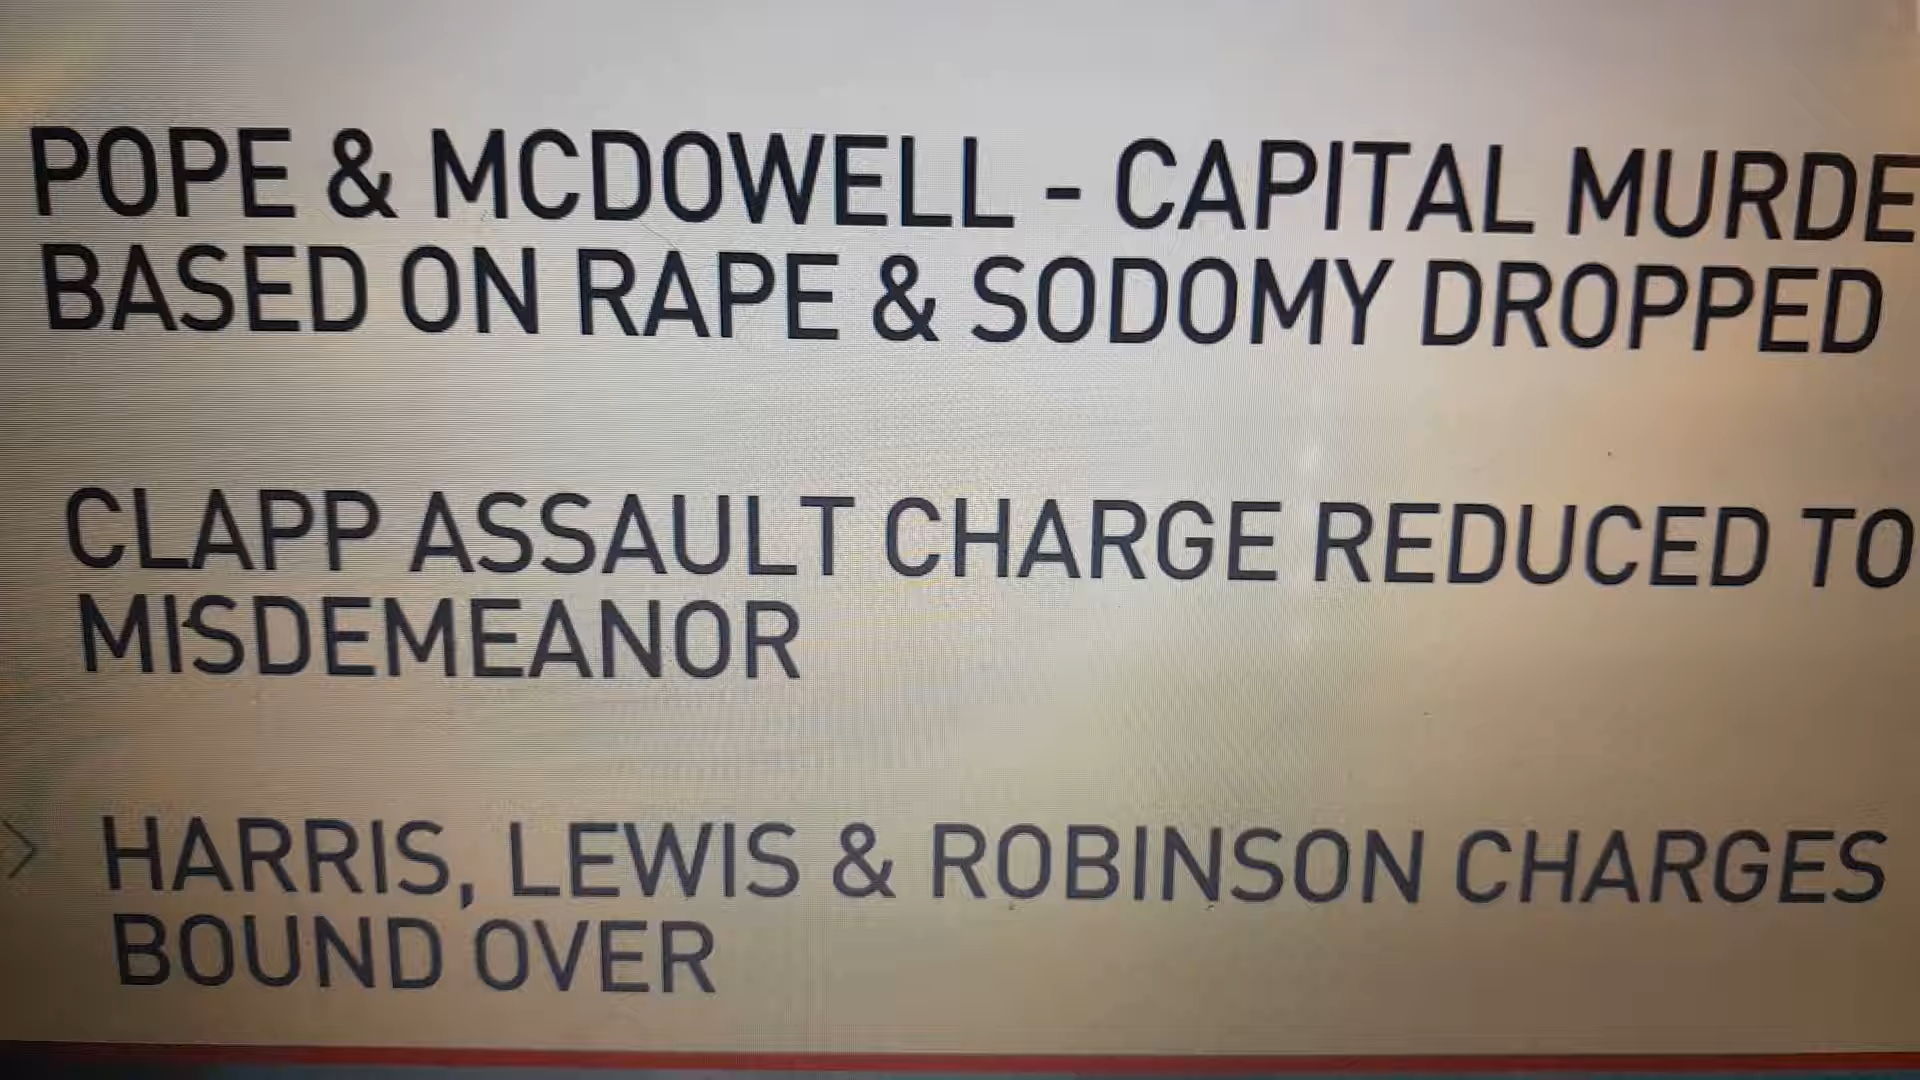 POPE & MCDOWELL - CAPITAL MURDE
BASED ON RAPE & SODOMY DROPPED
CLAPP ASSAULT CHARGE REDUCED TO
MISDEMEANOR
HARRIS, LEWIS & ROBINSON CHARGES
BOUND OVER